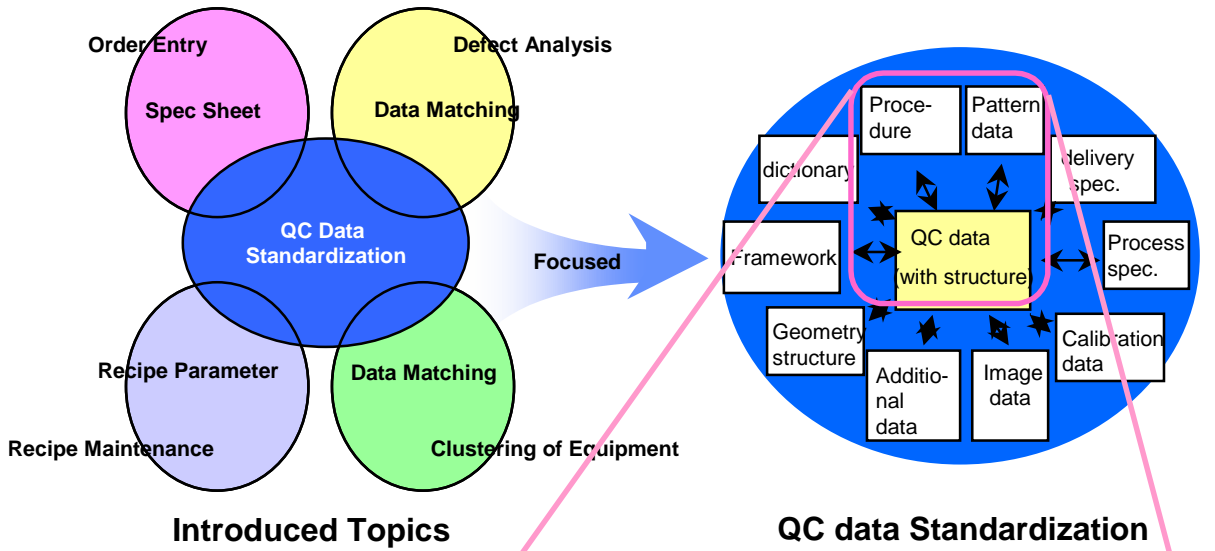 Order Entry
Spec Sheet
Defect Analysis
Data Matching
QC Data
Standardization
Recipe Parameter
Recipe Maintenance
Data Matching
Clustering of Equipment
Introduced Topics
Focused
Proce-
dure
Pattern
data
dictionary
delivery
spec.
Framework
QC data
(with structure)
Process
spec.
Geometry
structure
Additio-
nal
data
Image
data
Calibration
data
QC data Standardization